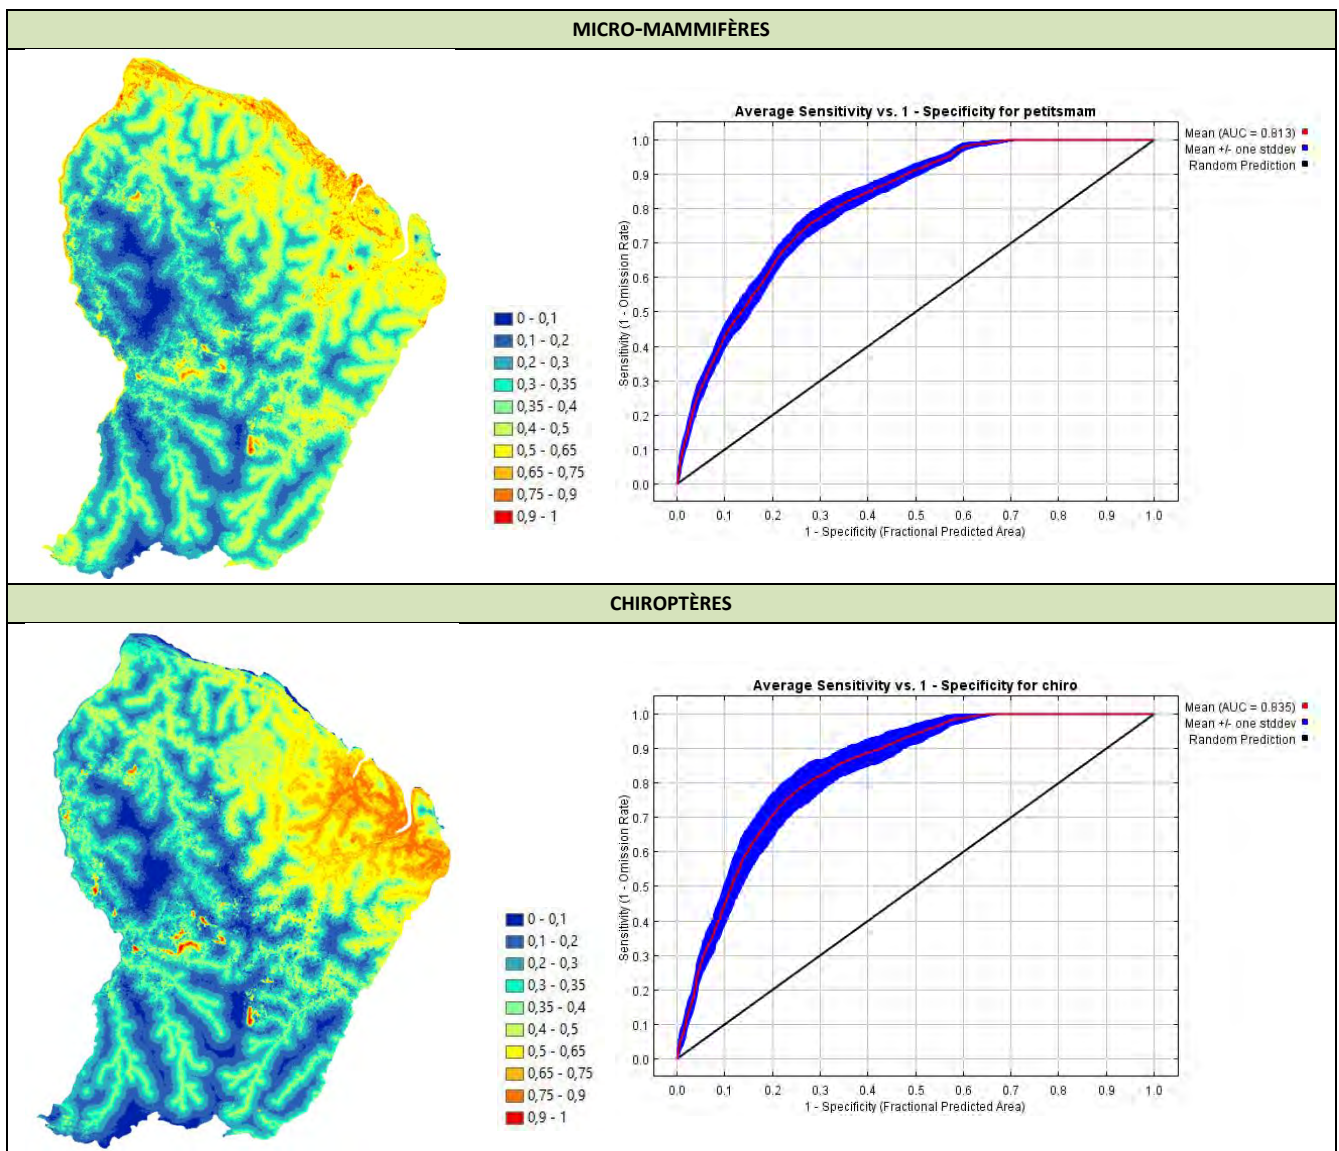 MICRO-MAMMIFÈRES
0 - 0,1
0,1 - 0,2
0,2 - 0,3
0,3 - 0,35
0,35 - 0,4
0,4 - 0,5
0,5 - 0,65
0,65 - 0,75
0,75 - 0,9
0,9 - 1
Average Sensitivity vs. 1 - Specificity for petitsmam
Sensitivity (1 - Omission Rate)
1.0
0.9
0.8
0.7
0.6
0.5
0.4
0.3
0.2
0.1
0.0
0.0 0.1 0.2 0.3 0.4 0.5 0.6 0.7 0.8 0.9 1.0
1 - Specificity (Fractional Predicted Area)
Mean (AUC = 0.813)
Mean +/- one stddev
Random Prediction
CHIROPTÈRES
0 - 0,1
0,1 - 0,2
0,2 - 0,3
0,3 - 0,35
0,35 - 0,4
0,4 - 0,5
0,5 - 0,65
0,65 - 0,75
0,75 - 0,9
0,9 - 1
Average Sensitivity vs. 1 - Specificity for chiro
Sensitivity (1 - Omission Rate)
1.0
0.9
0.8
0.7
0.6
0.5
0.4
0.3
0.2
0.1
0.0
0.0 0.1 0.2 0.3 0.4 0.5 0.6 0.7 0.8 0.9 1.0
1 - Specificity (Fractional Predicted Area)
Mean (AUC = 0.835)
Mean +/- one stddev
Random Prediction